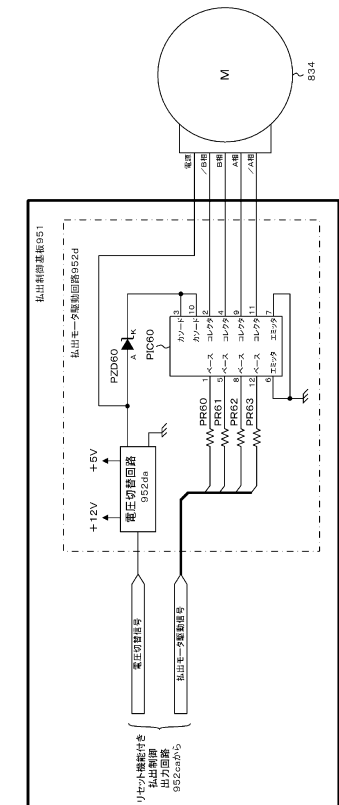 M
834
電源
／B相
B相
A相
／A相
払出制御基板951
払出モータ駆動回路952d
PZD60
A
K
PIC60
3
カソード
10
カソード
1
ベース
コレクタ
2
5
ベース
コレクタ
4
8
ベース
コレクタ
9
12
ベース
コレクタ
11
6
エミッタ
エミッタ
7
PR60
PR61
PR62
PR63
+12V
+5V
電圧切替回路
952da
電圧切替信号
払出モータ駆動信号
リセット機能付き
払出制御
出力回路
952caから